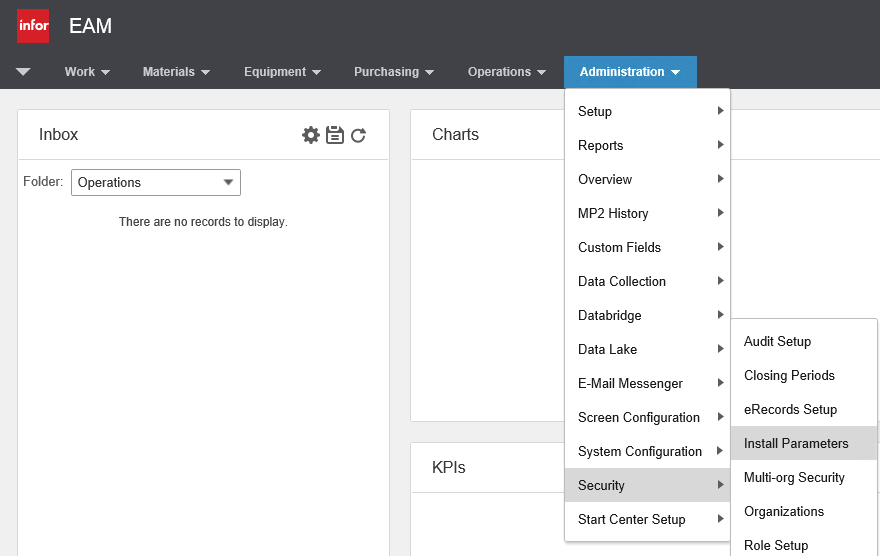 infor EAM
Work Materials Equipment Purchasing Operations Administration
Inbox
Folder: Operations
There are no records to display.
Charts
KPIs
Setup
Reports
Overview
MP2 History
Custom Fields
Data Collection
Databridge
Data Lake
E-Mail Messenger
Screen Configuration
System Configuration
Security
Start Center Setup
Audit Setup
Closing Periods
eRecords Setup
Install Parameters
Multi-org Security
Organizations
Role Setup